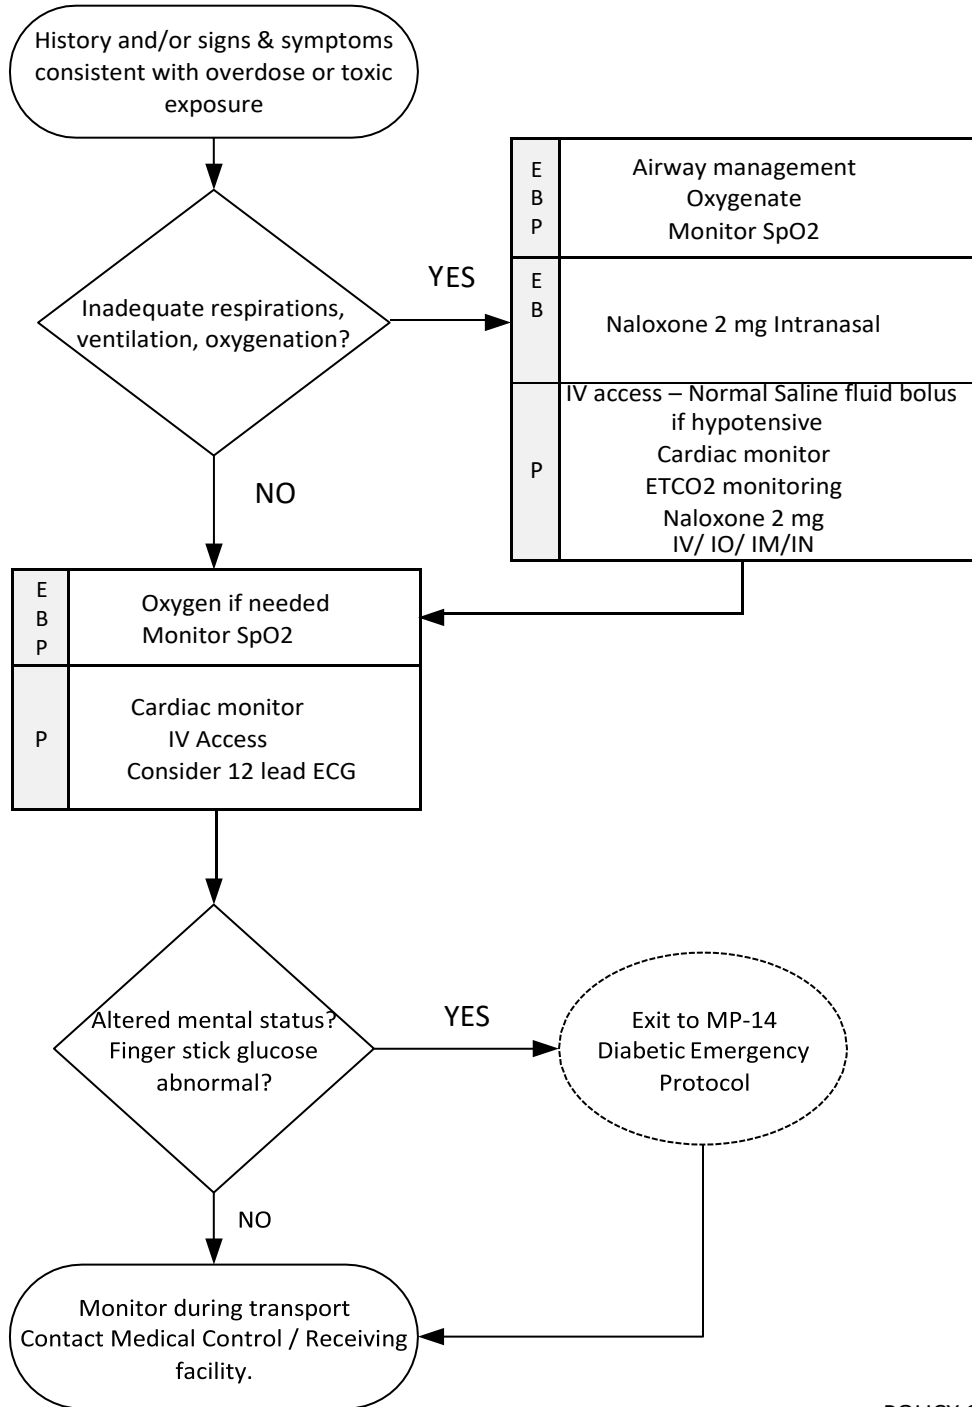 History and/or signs & symptoms
consistent with overdose or toxic
exposure
Inadequate respirations,
ventilation, oxygenation?
YES
E
B
P
Airway management
Oxygenate
Monitor SpO2
E
B
Naloxone 2 mg Intranasal
P
IV access – Normal Saline fluid bolus
if hypotensive
Cardiac monitor
ETCO2 monitoring
Naloxone 2 mg
IV/ IO/ IM/IN
NO
E
B
P
Oxygen if needed
Monitor SpO2
P
Cardiac monitor
IV Access
Consider 12 lead ECG
Altered mental status?
Finger stick glucose
abnormal?
YES
Exit to MP-14
Diabetic Emergency
Protocol
NO
Monitor during transport
Contact Medical Control / Receiving
facility.